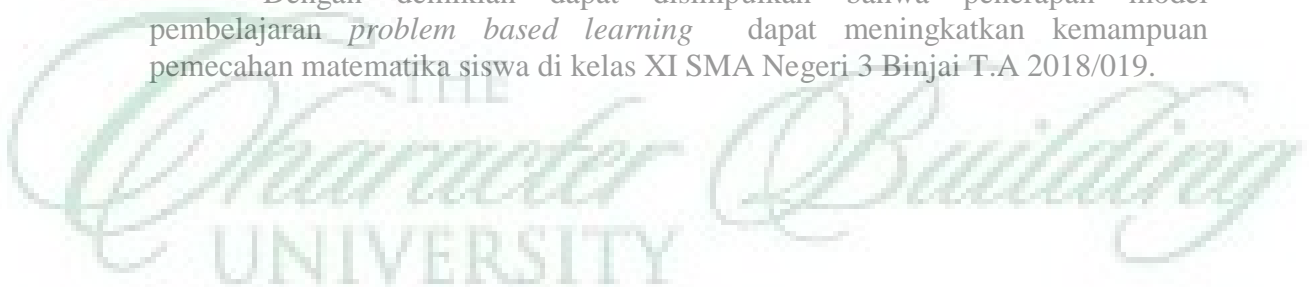 Dengan demikian dapat disimpulkan bahwa penerapan model
pembelajaran problem based learning dapat meningkatkan kemampuan
pemecahan matematika siswa di kelas XI SMA Negeri 3 Binjai T.A 2018/019.
THE
Character Building
UNIVERSITY